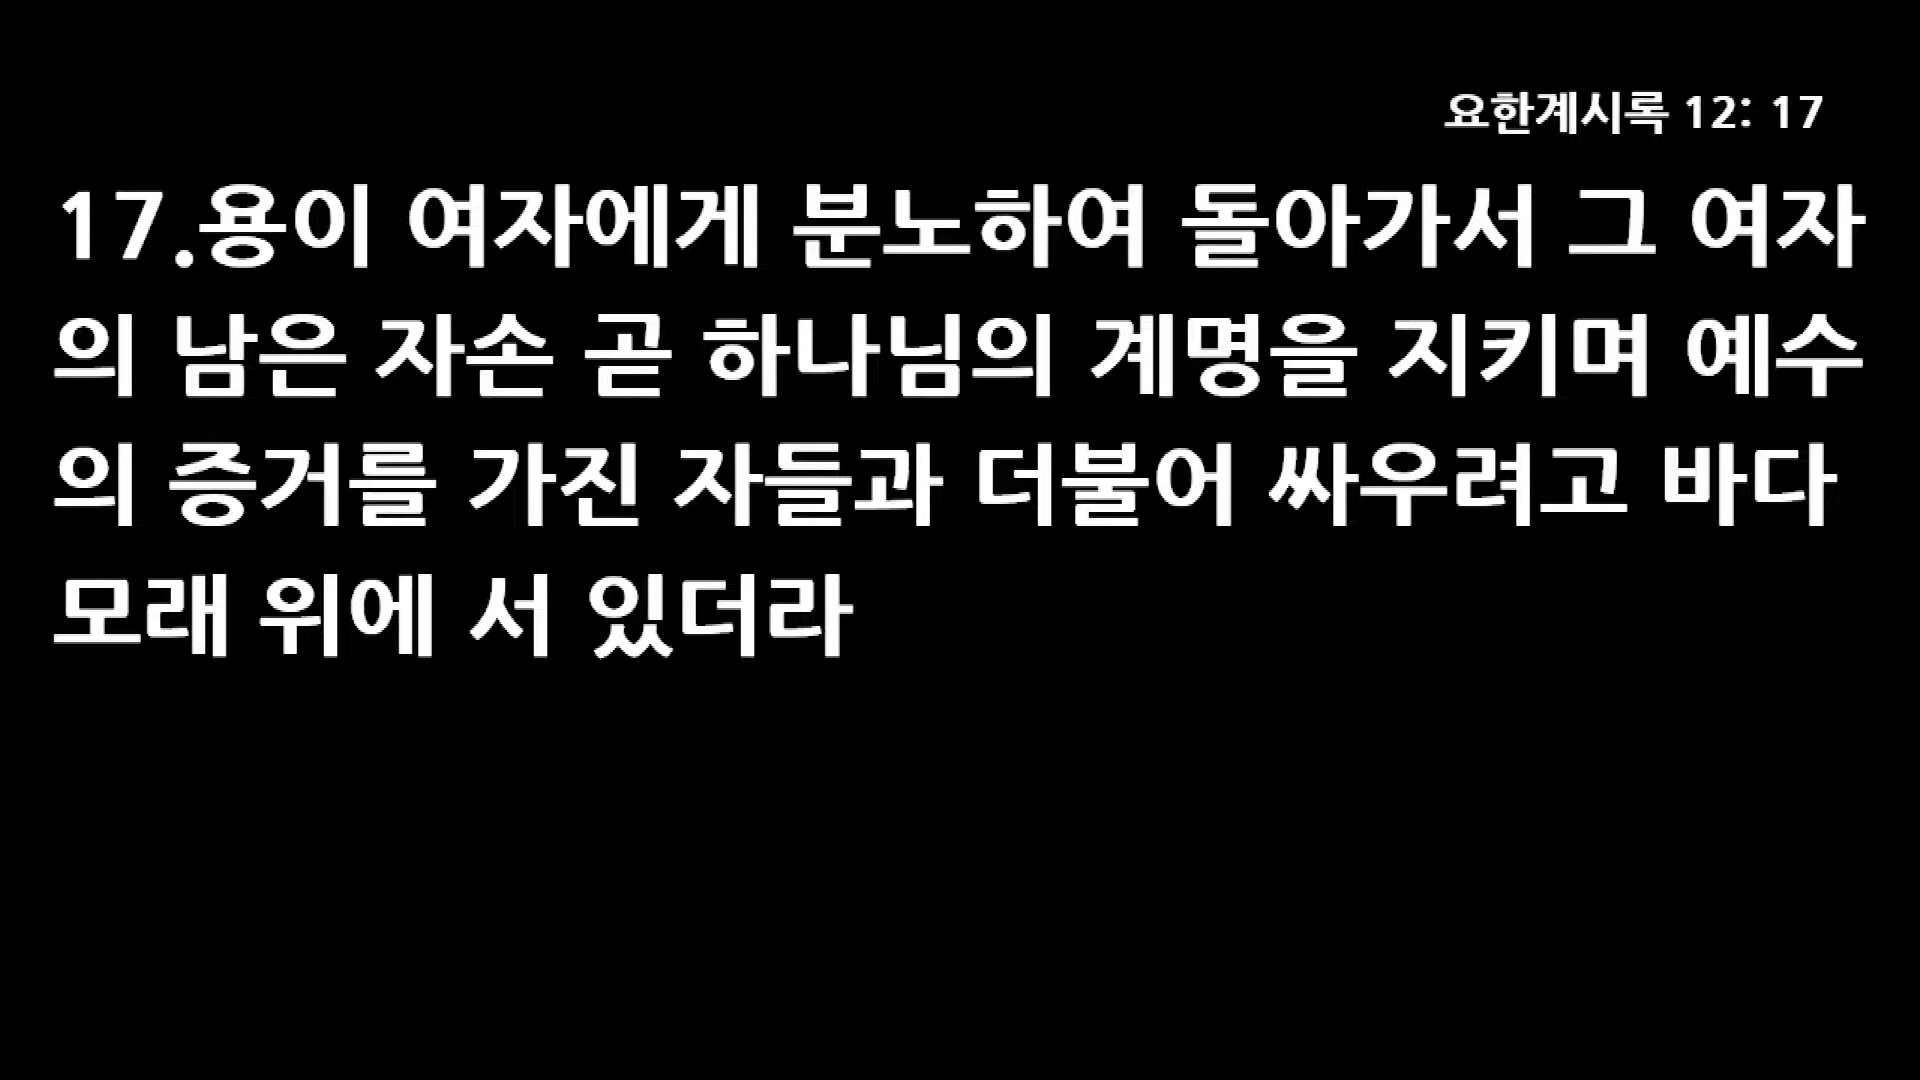 요한계시록 12: 17
17.용이 여자에게 분노하여 돌아가서 그 여자
의 남은 자손 곧 하나님의 계명을 지키며 예수
의 증거를 가진 자들과 더불어 싸우려고 바다
모래 위에 서 있더라